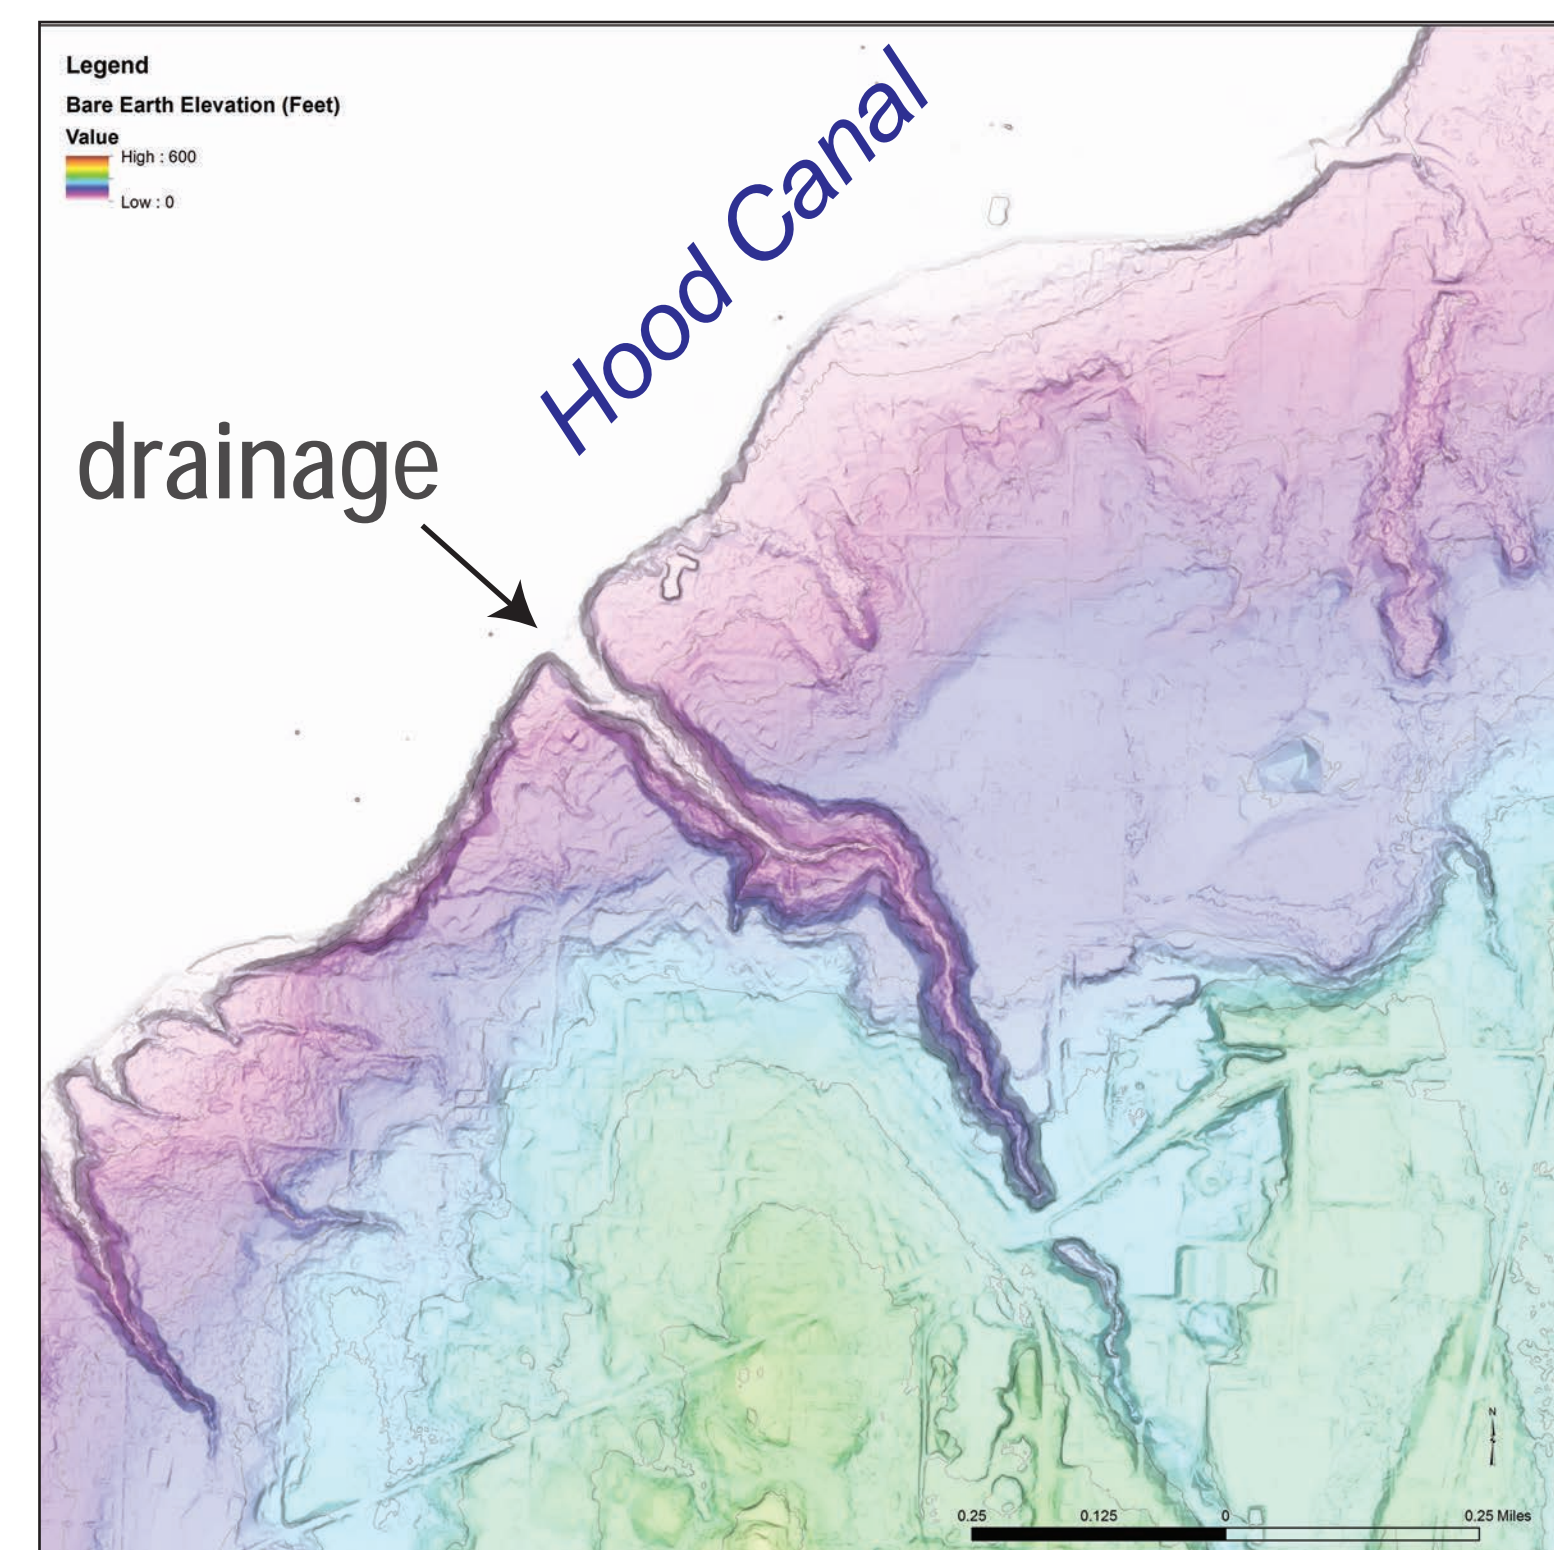 Legend
Bare Earth Elevation (Feet)
Value
High : 600
Low : 0
Hood Canal
drainage
N
0.25 0.125 0 0.25 Miles